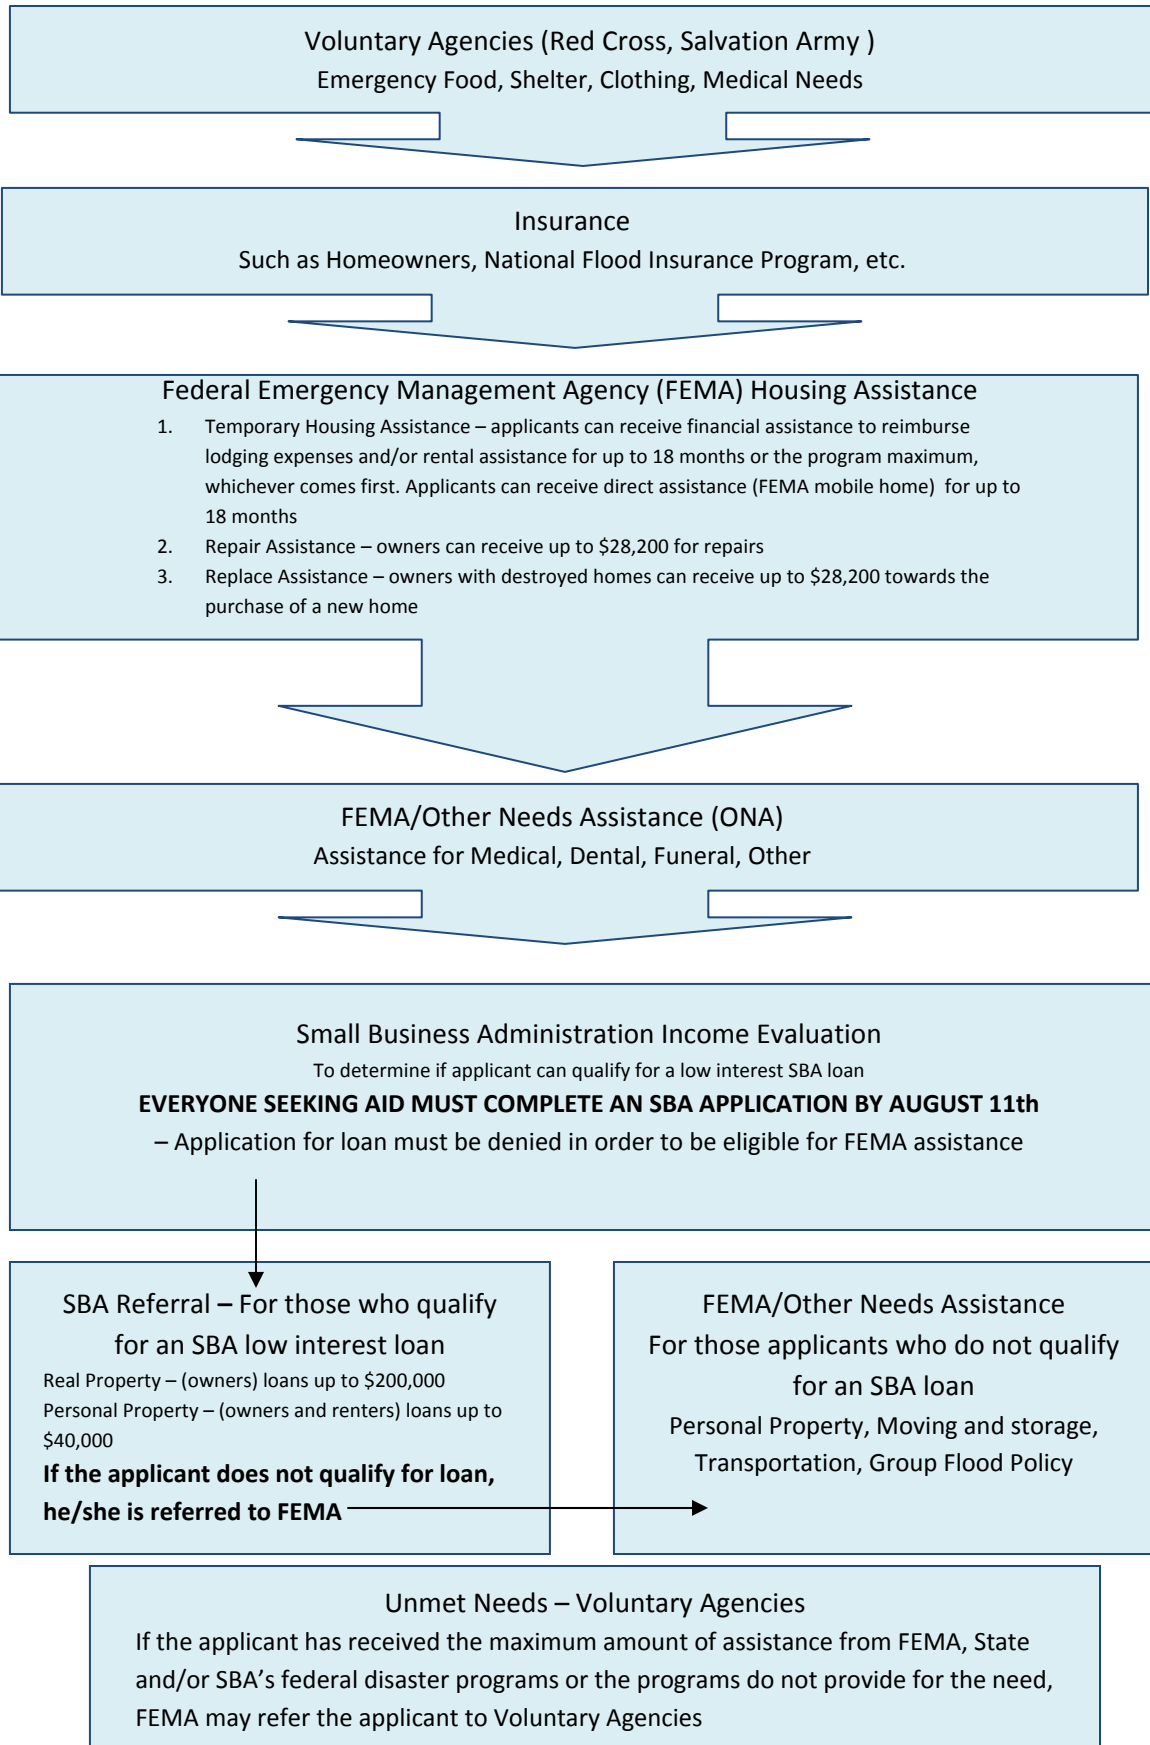 Voluntary Agencies (Red Cross, Salvation Army )
Emergency Food, Shelter, Clothing, Medical Needs
Insurance
Such as Homeowners, National Flood Insurance Program, etc.
Federal Emergency Management Agency (FEMA) Housing Assistance
1. Temporary Housing Assistance – applicants can receive financial assistance to reimburse
lodging expenses and/or rental assistance for up to 18 months or the program maximum,
whichever comes first. Applicants can receive direct assistance (FEMA mobile home) for up to
18 months
2. Repair Assistance – owners can receive up to $28,200 for repairs
3. Replace Assistance – owners with destroyed homes can receive up to $28,200 towards the
purchase of a new home
FEMA/Other Needs Assistance (ONA)
Assistance for Medical, Dental, Funeral, Other
Small Business Administration Income Evaluation
To determine if applicant can qualify for a low interest SBA loan
EVERYONE SEEKING AID MUST COMPLETE AN SBA APPLICATION BY AUGUST 11th
– Application for loan must be denied in order to be eligible for FEMA assistance
SBA Referral – For those who qualify
for an SBA low interest loan
Real Property – (owners) loans up to $200,000
Personal Property – (owners and renters) loans up to
$40,000
If the applicant does not qualify for loan,
he/she is referred to FEMA
FEMA/Other Needs Assistance
For those applicants who do not qualify
for an SBA loan
Personal Property, Moving and storage,
Transportation, Group Flood Policy
Unmet Needs – Voluntary Agencies
If the applicant has received the maximum amount of assistance from FEMA, State
and/or SBA’s federal disaster programs or the programs do not provide for the need,
FEMA may refer the applicant to Voluntary Agencies